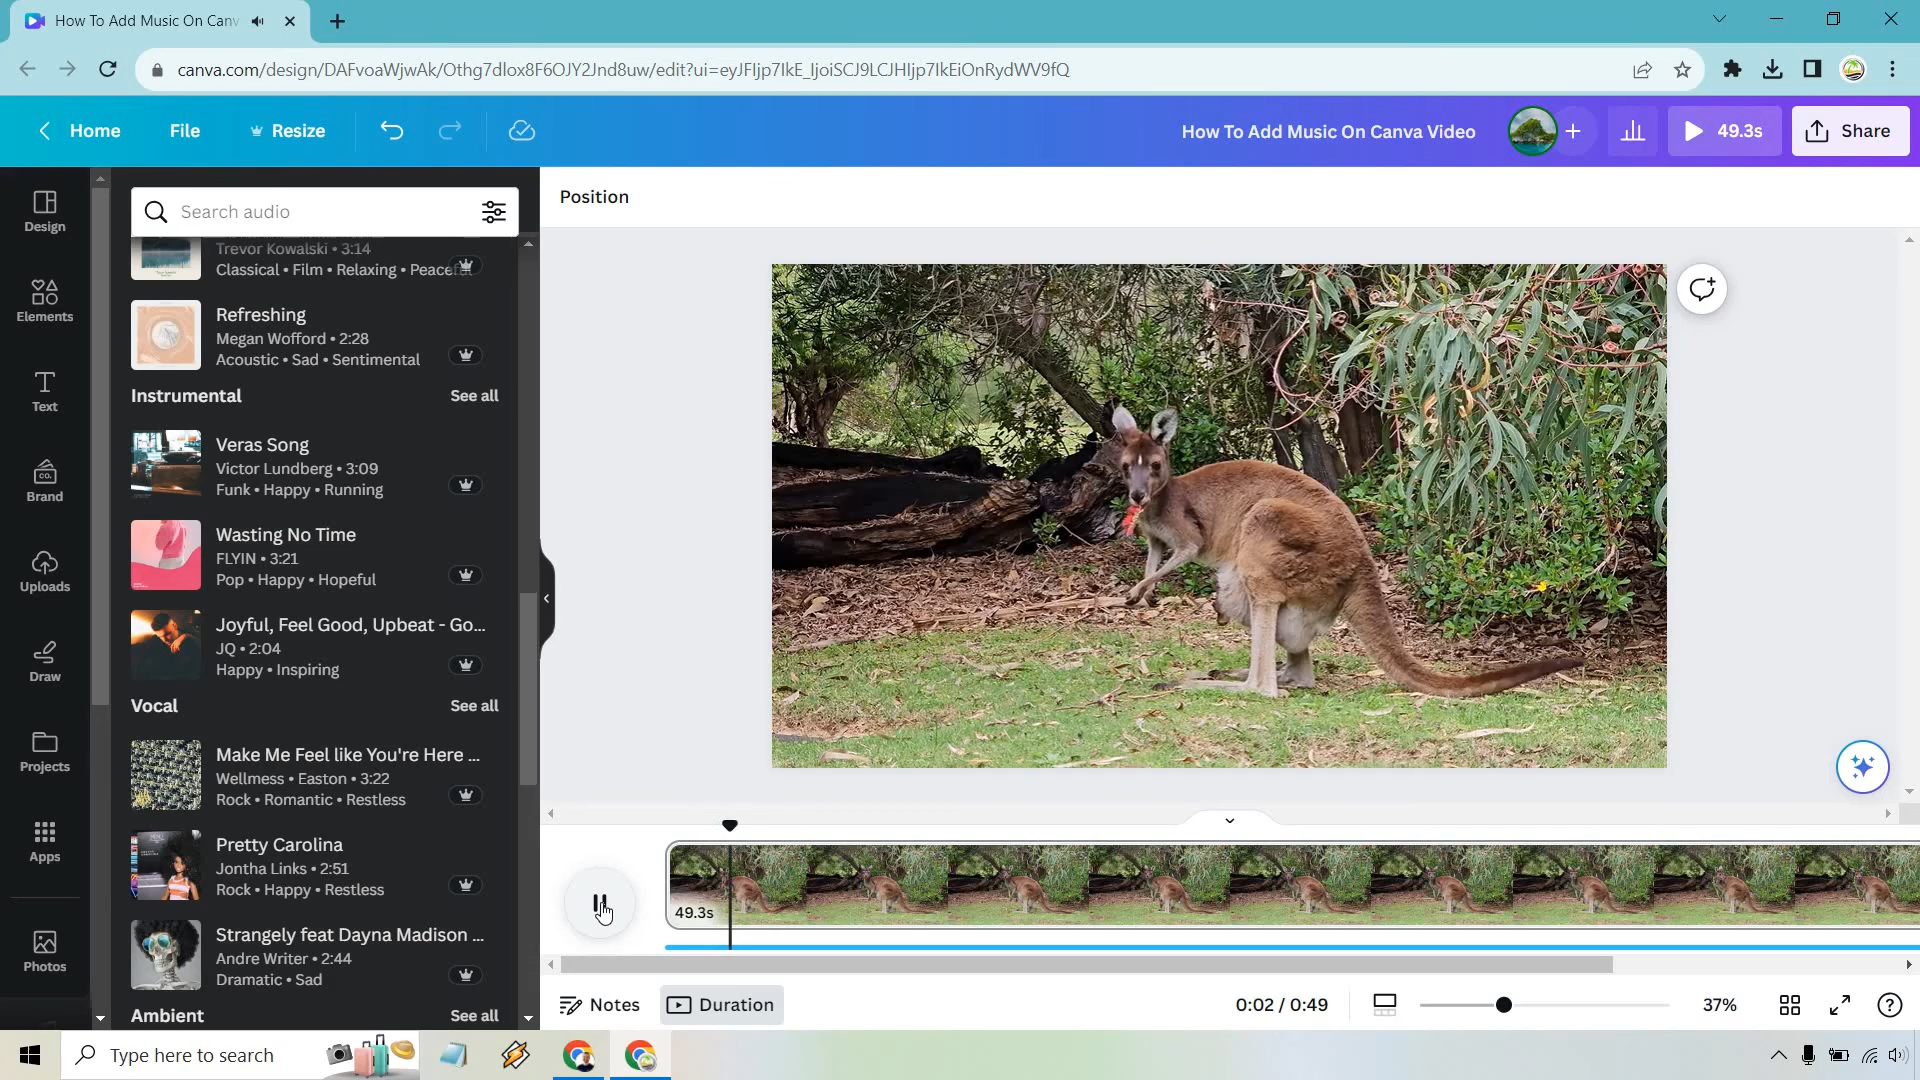 How To Add Music On Canv
canva.com/design/DAFvoaWjwAk/Othg7dlox8F6OJY2Jnd8uw/edit?ui=eyJFIjp7IkE_IjoiSCJ9LCJHIjp7IkEiOnRydWV9fQ
Home
File
Resize
How To Add Music On Canva Video
49.3s
Share
Design
Elements
Text
Brand
Uploads
Draw
Projects
Apps
Photos
Search audio
Trevor Kowalski • 3:14
Classical • Film • Relaxing • Peaceful
Refreshing
Megan Wofford • 2:28
Acoustic • Sad • Sentimental
Instrumental
See all
Veras Song
Victor Lundberg • 3:09
Funk • Happy • Running
Wasting No Time
FLYIN • 3:21
Pop • Happy • Hopeful
Joyful, Feel Good, Upbeat - Go...
JQ • 2:04
Happy • Inspiring
Vocal
See all
Make Me Feel like You're Here ...
Wellmess • Easton • 3:22
Rock • Romantic • Restless
Pretty Carolina
Jontha Links • 2:51
Rock • Happy • Restless
Strangely feat Dayna Madison ...
Andre Writer • 2:44
Dramatic • Sad
Ambient
See all
Position
49.3s
Notes
Duration
0:02 / 0:49
37%
Type here to search